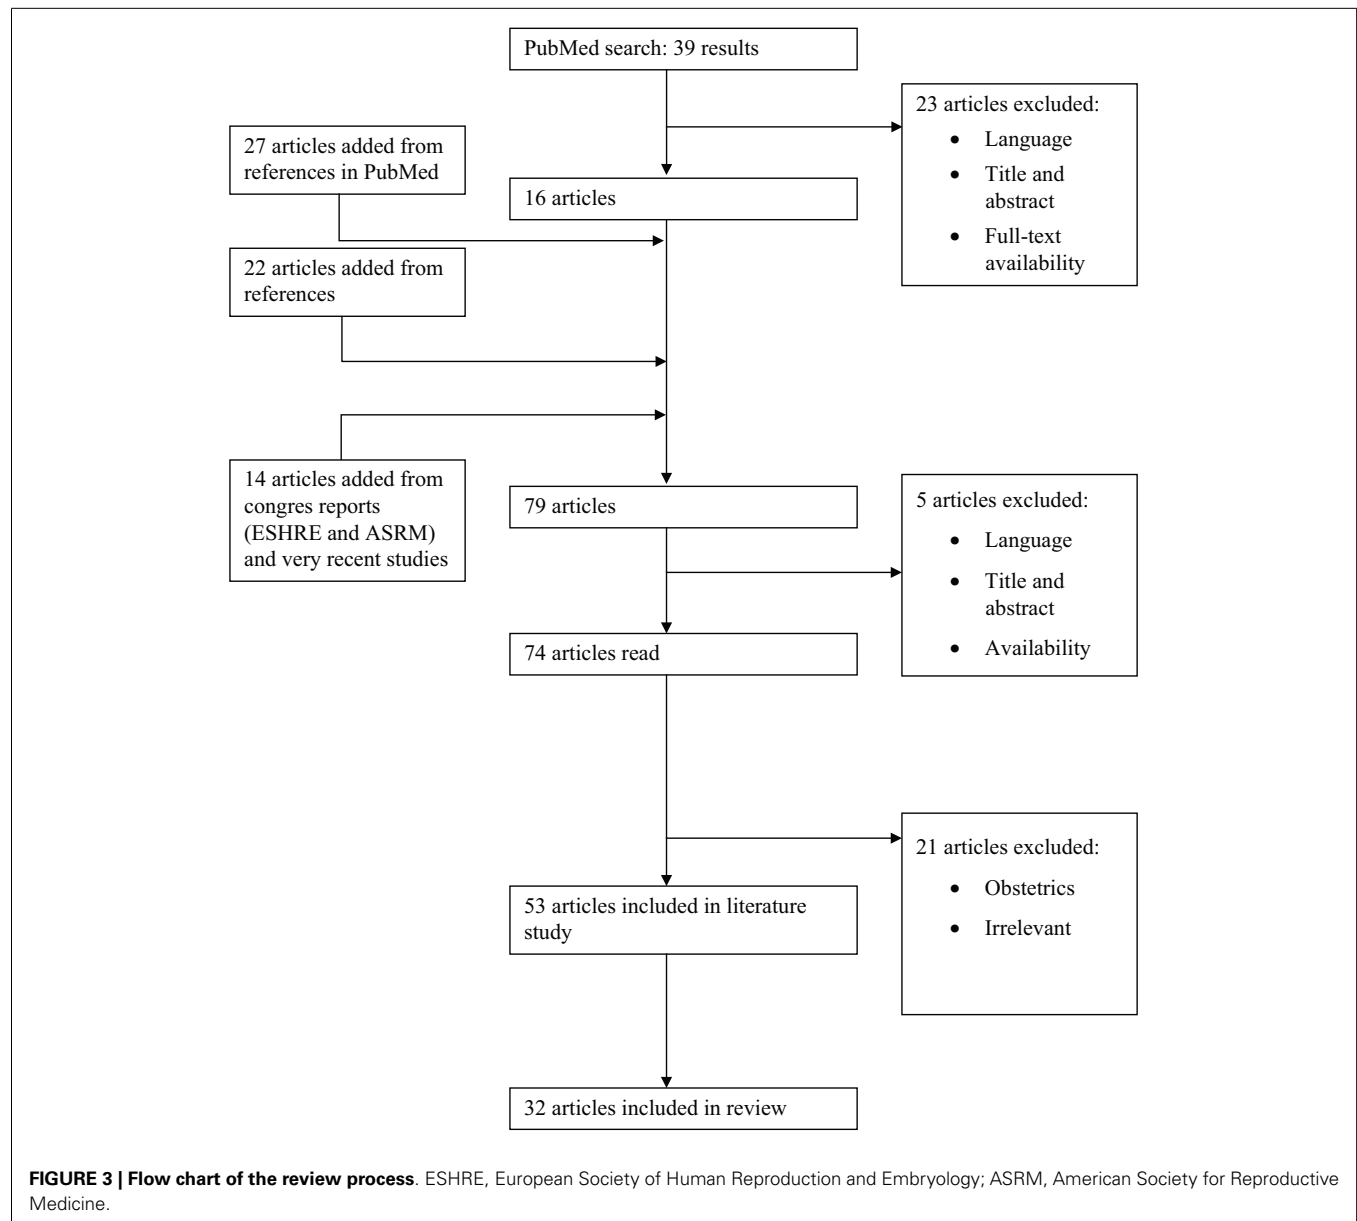 PubMed search: 39 results
23 articles excluded:
• Language
• Title and
abstract
• Full-text
availability
27 articles added from
references in PubMed
16 articles
22 articles added from
references
14 articles added from
congres reports
(ESHRE and ASRM)
and very recent studies
79 articles
5 articles excluded:
• Language
• Title and
abstract
• Availability
74 articles read
21 articles excluded:
• Obstetrics
• Irrelevant
53 articles included in literature
study
32 articles included in review
FIGURE 3 | Flow chart of the review process. ESHRE, European Society of Human Reproduction and Embryology; ASRM, American Society for Reproductive
Medicine.